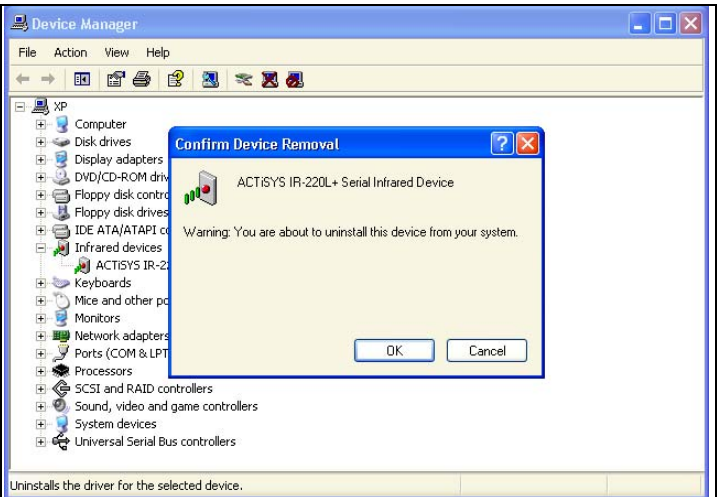 Device Manager
File Action View Help
XP
Computer
Disk drives
Display adapters
DVD/CD-ROM driv
Floppy disk contro
Floppy disk drives
IDE ATA/ATAPI co
Infrared devices
ACTiSYS IR-22
Keyboards
Mice and other po
Monitors
Network adapters
Ports (COM & LPT
Processors
SCSI and RAID controllers
Sound, video and game controllers
System devices
Universal Serial Bus controllers
Confirm Device Removal
ACTiSYS IR-220L+ Serial Infrared Device
Warning: You are about to uninstall this device from your system.
OK Cancel
Uninstalls the driver for the selected device.